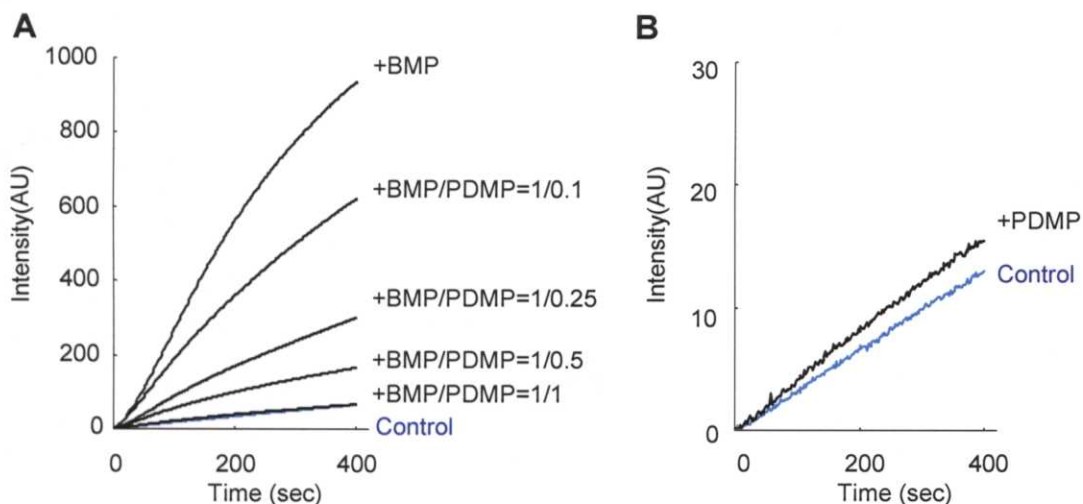 A
Intensity(AU)
1000
800
600
400
200
0
+BMP
+BMP/PDMP=1/0.1
+BMP/PDMP=1/0.25
+BMP/PDMP=1/0.5
+BMP/PDMP=1/1
Control
0 200 400
Time (sec)
B
Intensity(AU)
30
20
10
0
+PDMP
Control
0 200 400
Time (sec)